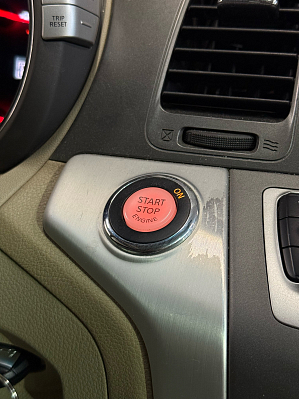 TRIP
RESET
ON
START
STOP
ENGINE